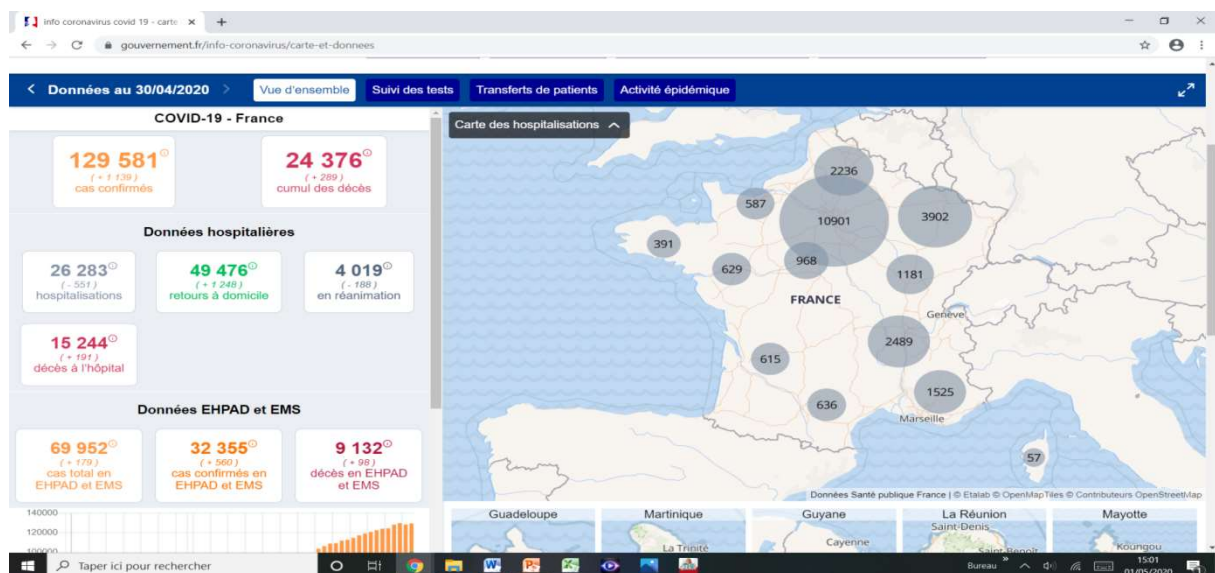 info coronavirus covid 19 - carte
gouvernement.fr/info-coronavirus/carte-et-donnees
Données au 30/04/2020
Vue d'ensemble
Suivi des tests
Transferts de patients
Activité épidémique
COVID-19 - France
129 581
( + 1 139 )
cas confirmés
24 376
( + 289 )
cumul des décès
Données hospitalières
26 283
( - 551 )
hospitalisations
49 476
( + 1 248 )
retours à domicile
4 019
( - 188 )
en réanimation
15 244
( + 191 )
décès à l'hôpital
Données EHPAD et EMS
69 952
( + 179 )
cas total en
EHPAD et EMS
32 355
( + 560 )
cas confirmés en
EHPAD et EMS
9 132
( + 98 )
décès en EHPAD
et EMS
140000
120000
100000
Carte des hospitalisations
2236
587
10901
3902
391
629
968
1181
FRANCE
Genève
2489
615
1525
636
Marseille
57
Données Santé publique France | © Etalab © OpenMapTiles © Contributeurs OpenStreetMap
Guadeloupe
Martinique
La Trinité
Guyane
Cayenne
La Réunion
Saint-Denis
Saint-Benoît
Mayotte
Koungou
Taper ici pour rechercher
Bureau
15:01
01/05/2020